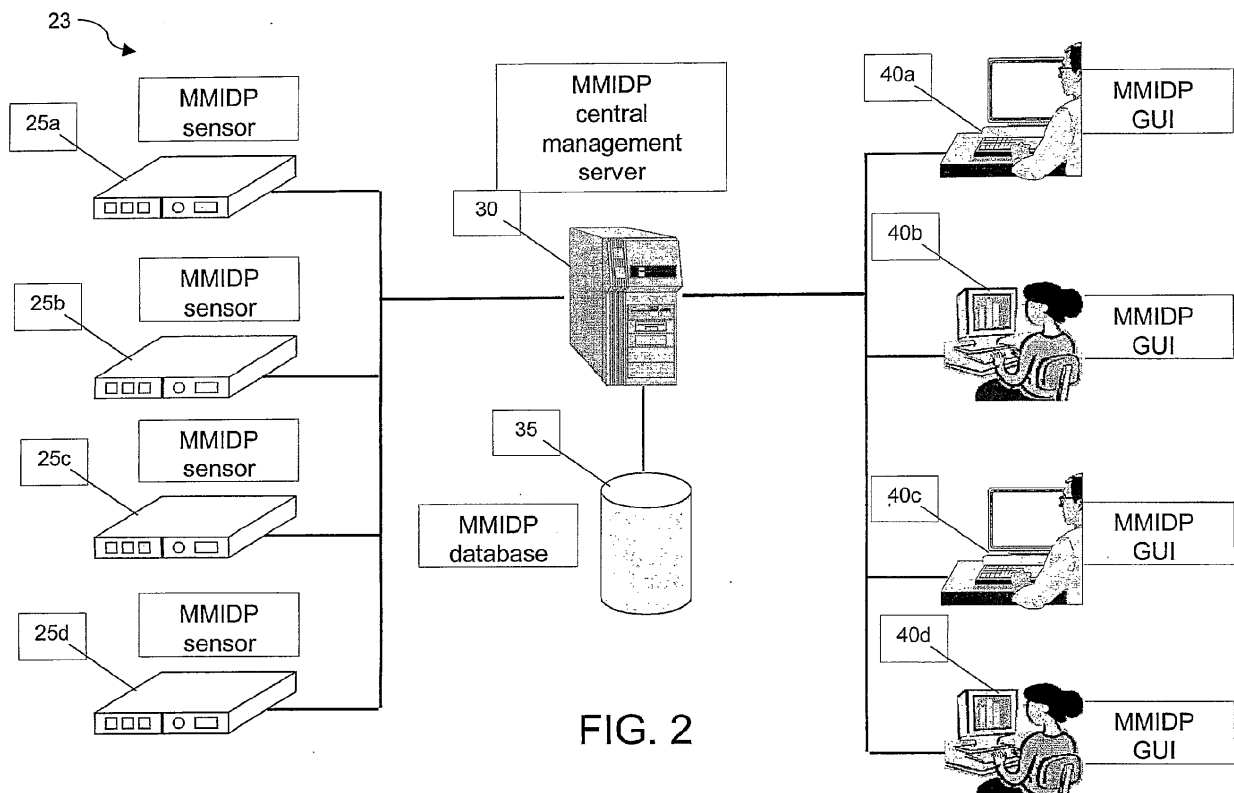 23
MMIDP
sensor
25a
MMIDP
sensor
25b
MMIDP
sensor
25c
MMIDP
sensor
25d
MMIDP
central
management
server
30
35
MMIDP
database
40a
MMIDP
GUI
40b
MMIDP
GUI
40c
MMIDP
GUI
40d
MMIDP
GUI
FIG. 2